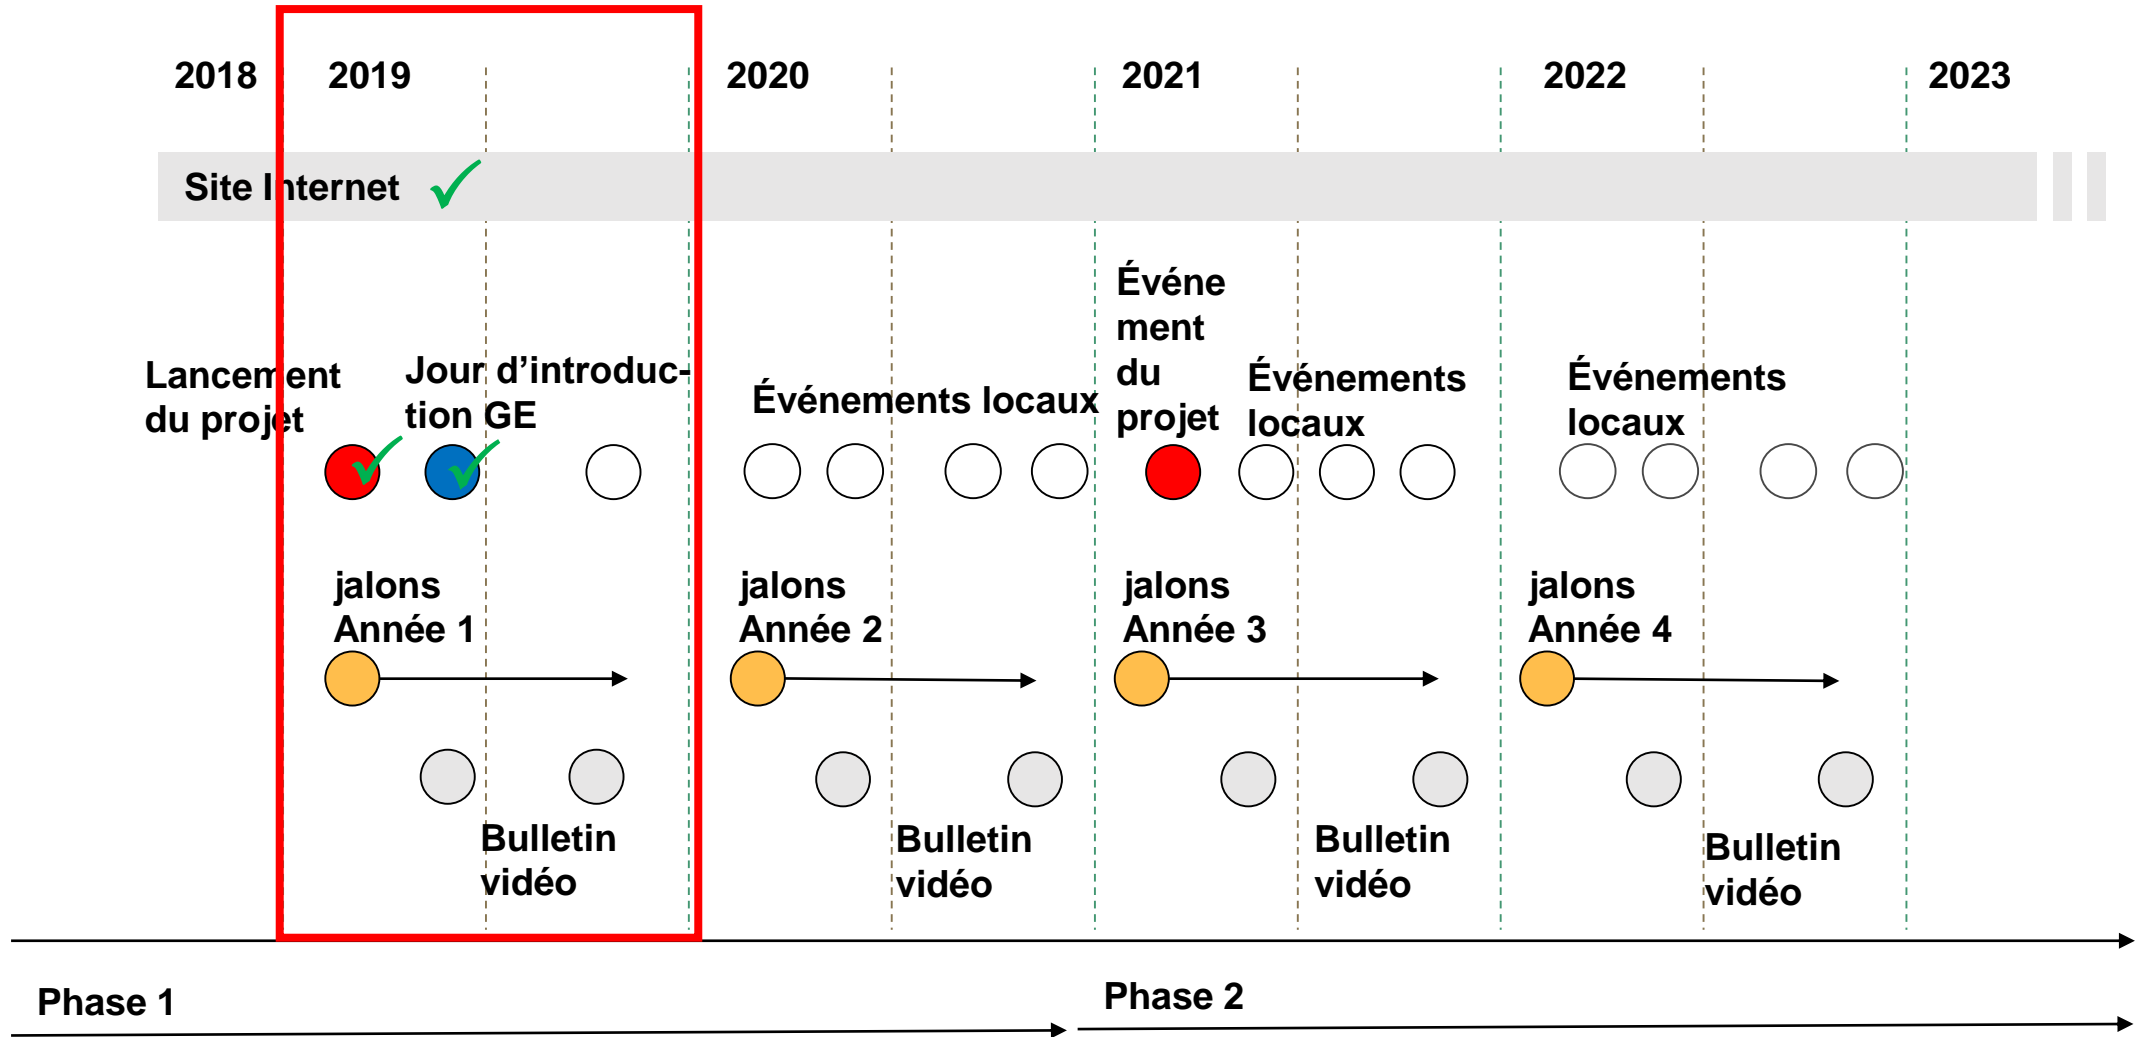 2018
2019
2020
2021
2022
2023
Site Internet
Lancement
du projet
Jour d’introduc-
tion GE
Événements locaux
Événe
ment
du
projet
Événements
locaux
Événements
locaux
jalons
Année 1
jalons
Année 2
jalons
Année 3
jalons
Année 4
Bulletin
vidéo
Bulletin
vidéo
Bulletin
vidéo
Bulletin
vidéo
Phase 1
Phase 2